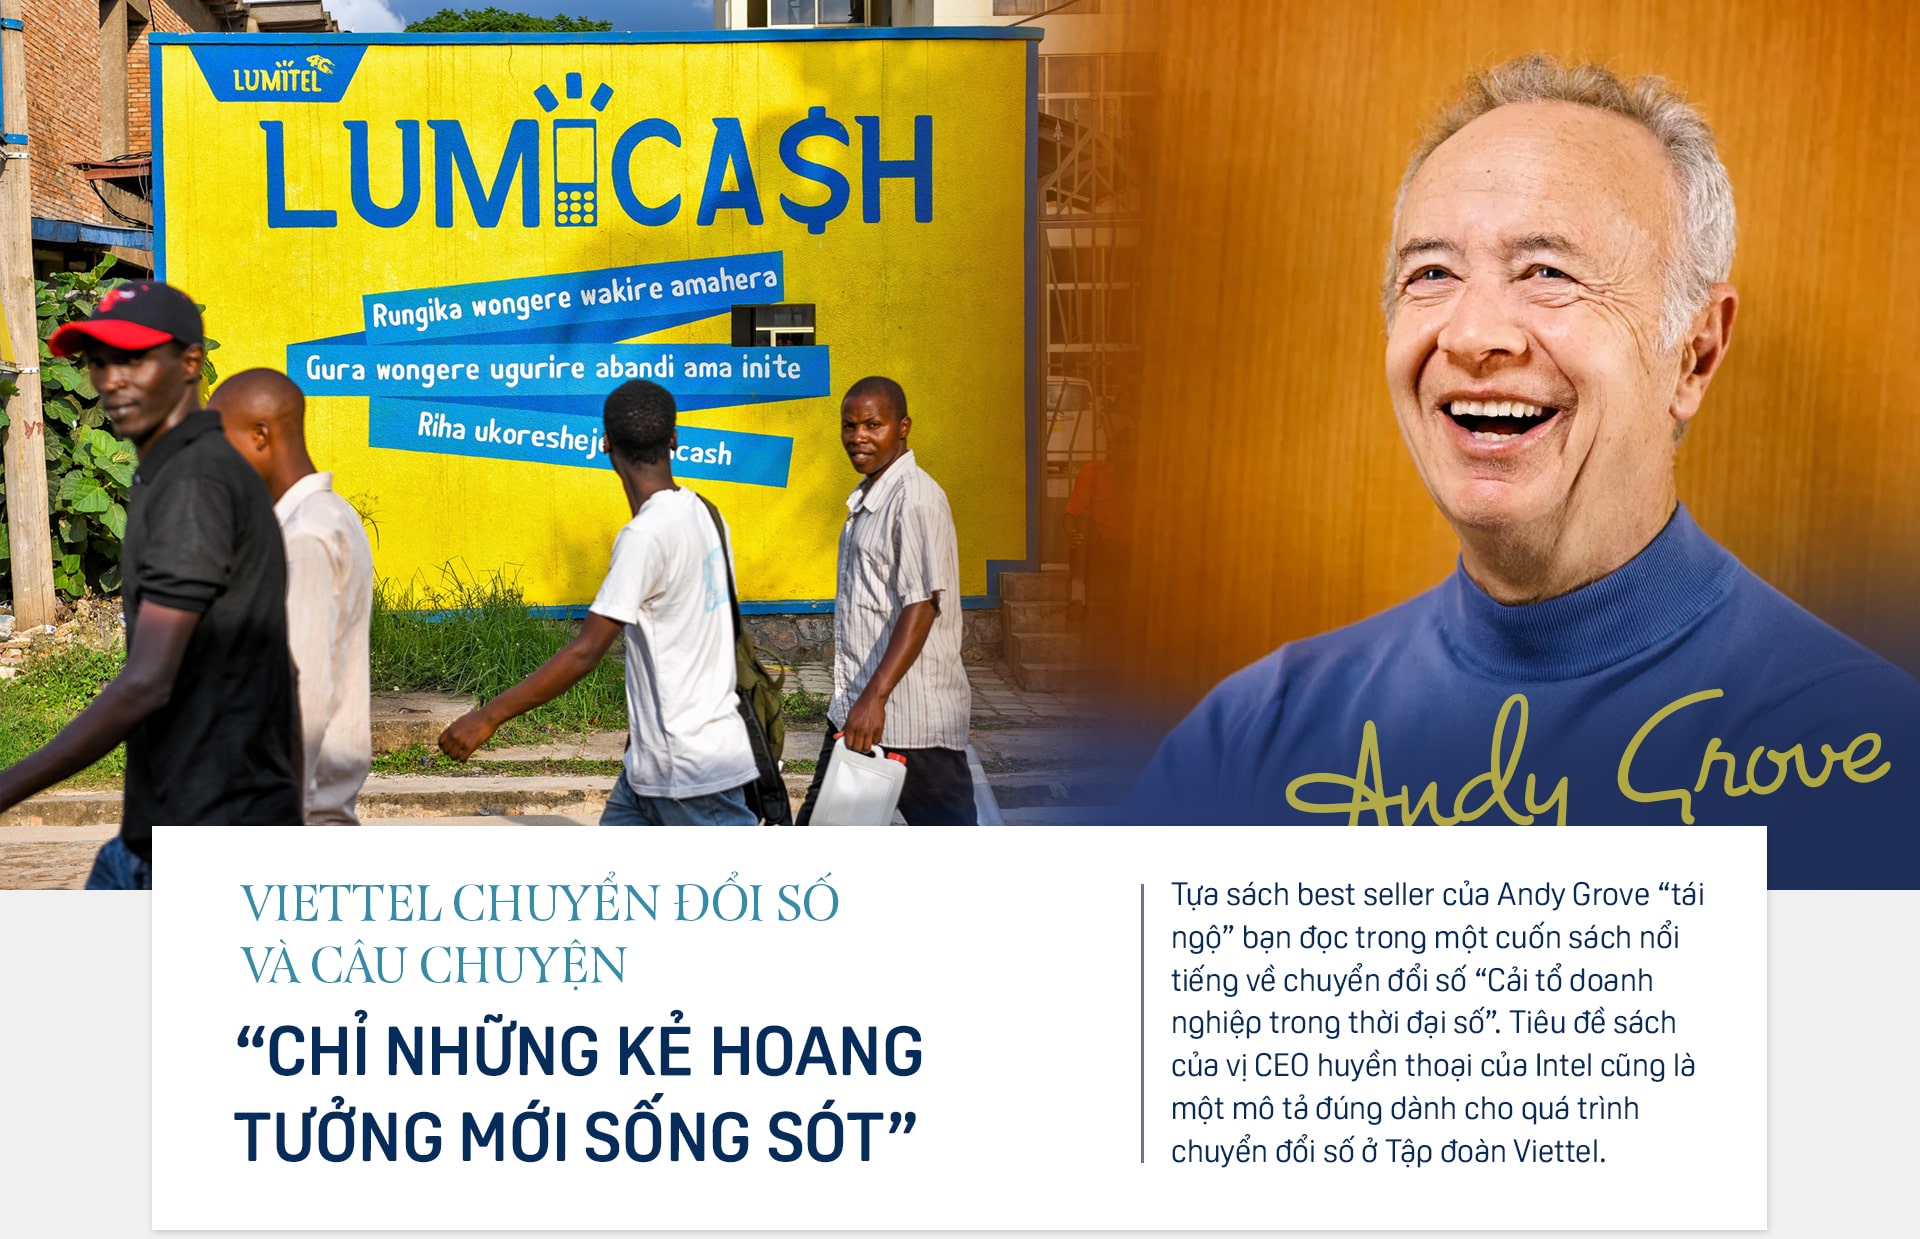 LUMITEL 4G
LUMICA$H
Rungika wongere wakire amahera
Gura wongere ugurire abandi ama inite
Riha ukoresheje cash
Andy Grove
VIETTEL CHUYỂN ĐỔI SỐ
VÀ CÂU CHUYỆN
“CHỈ NHỮNG KẺ HOANG
TƯỞNG MỚI SỐNG SÓT”
Tựa sách best seller của Andy Grove “tái
ngộ” bạn đọc trong một cuốn sách nổi
tiếng về chuyển đổi số “Cải tổ doanh
nghiệp trong thời đại số”. Tiêu đề sách
của vị CEO huyền thoại của Intel cũng là
một mô tả đúng dành cho quá trình
chuyển đổi số ở Tập đoàn Viettel.